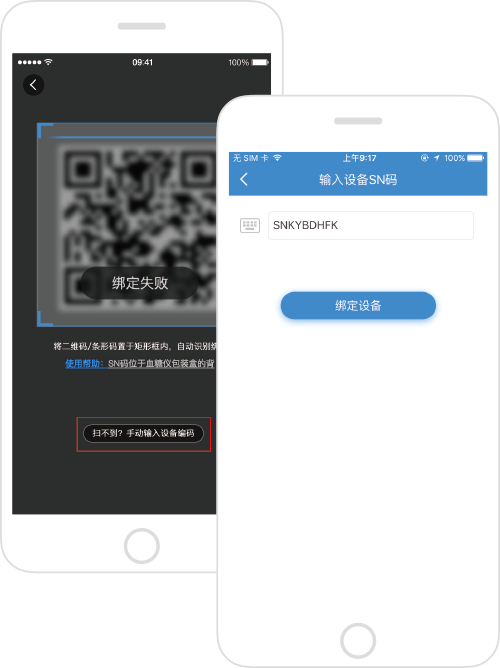 09:41
100%
绑定失败
将二维码/条形码置于矩形框内，自动识别
使用帮助：SN码位于血糖仪包装盒的背
扫不到？手动输入设备编码
无 SIM 卡
上午9:17
100%
输入设备SN码
SNKYBDHFK
绑定设备